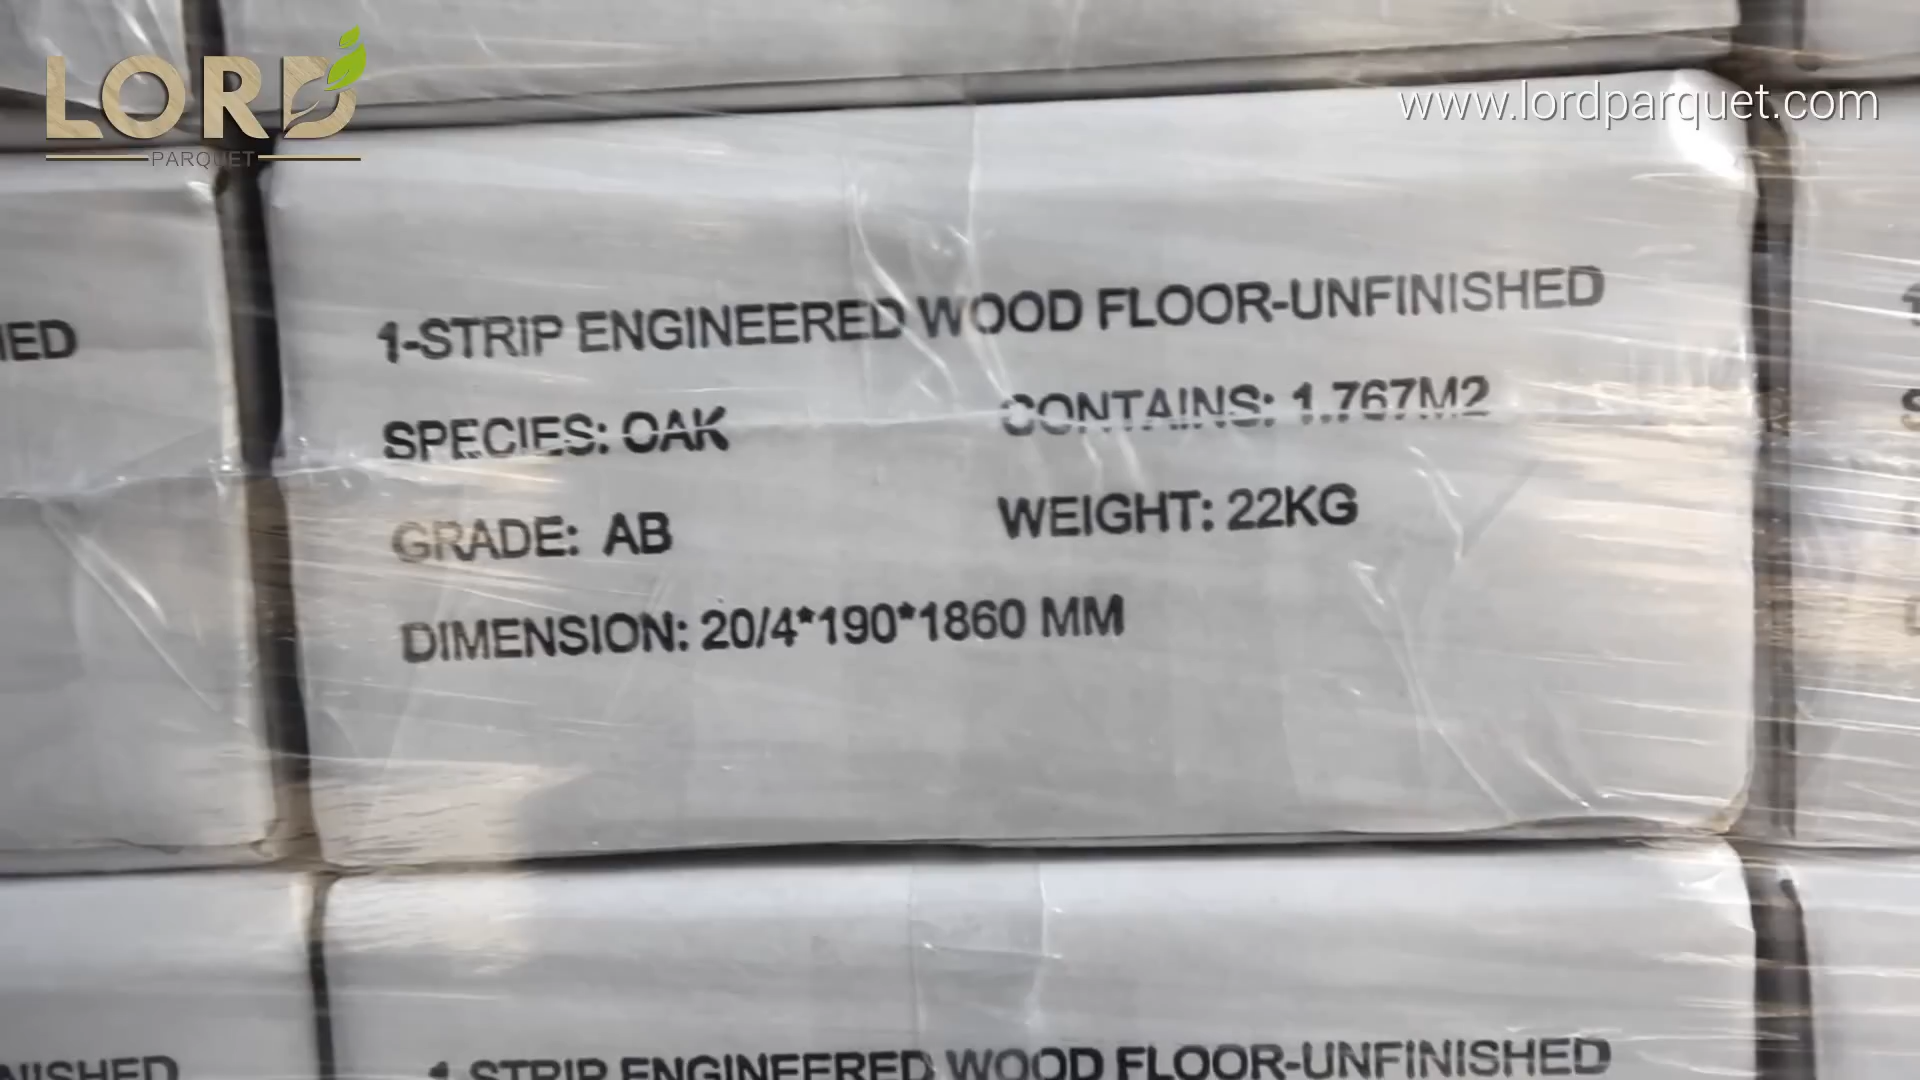 LORD
PARQUET
www.lordparquet.com
1-STRIP ENGINEERED WOOD FLOOR-UNFINISHED
SPECIES: OAK
CONTAINS: 1.767M2
GRADE: AB
WEIGHT: 22KG
DIMENSION: 20/4*190*1860 MM
1-STRIP ENGINEERED WOOD FLOOR-UNFINISHED